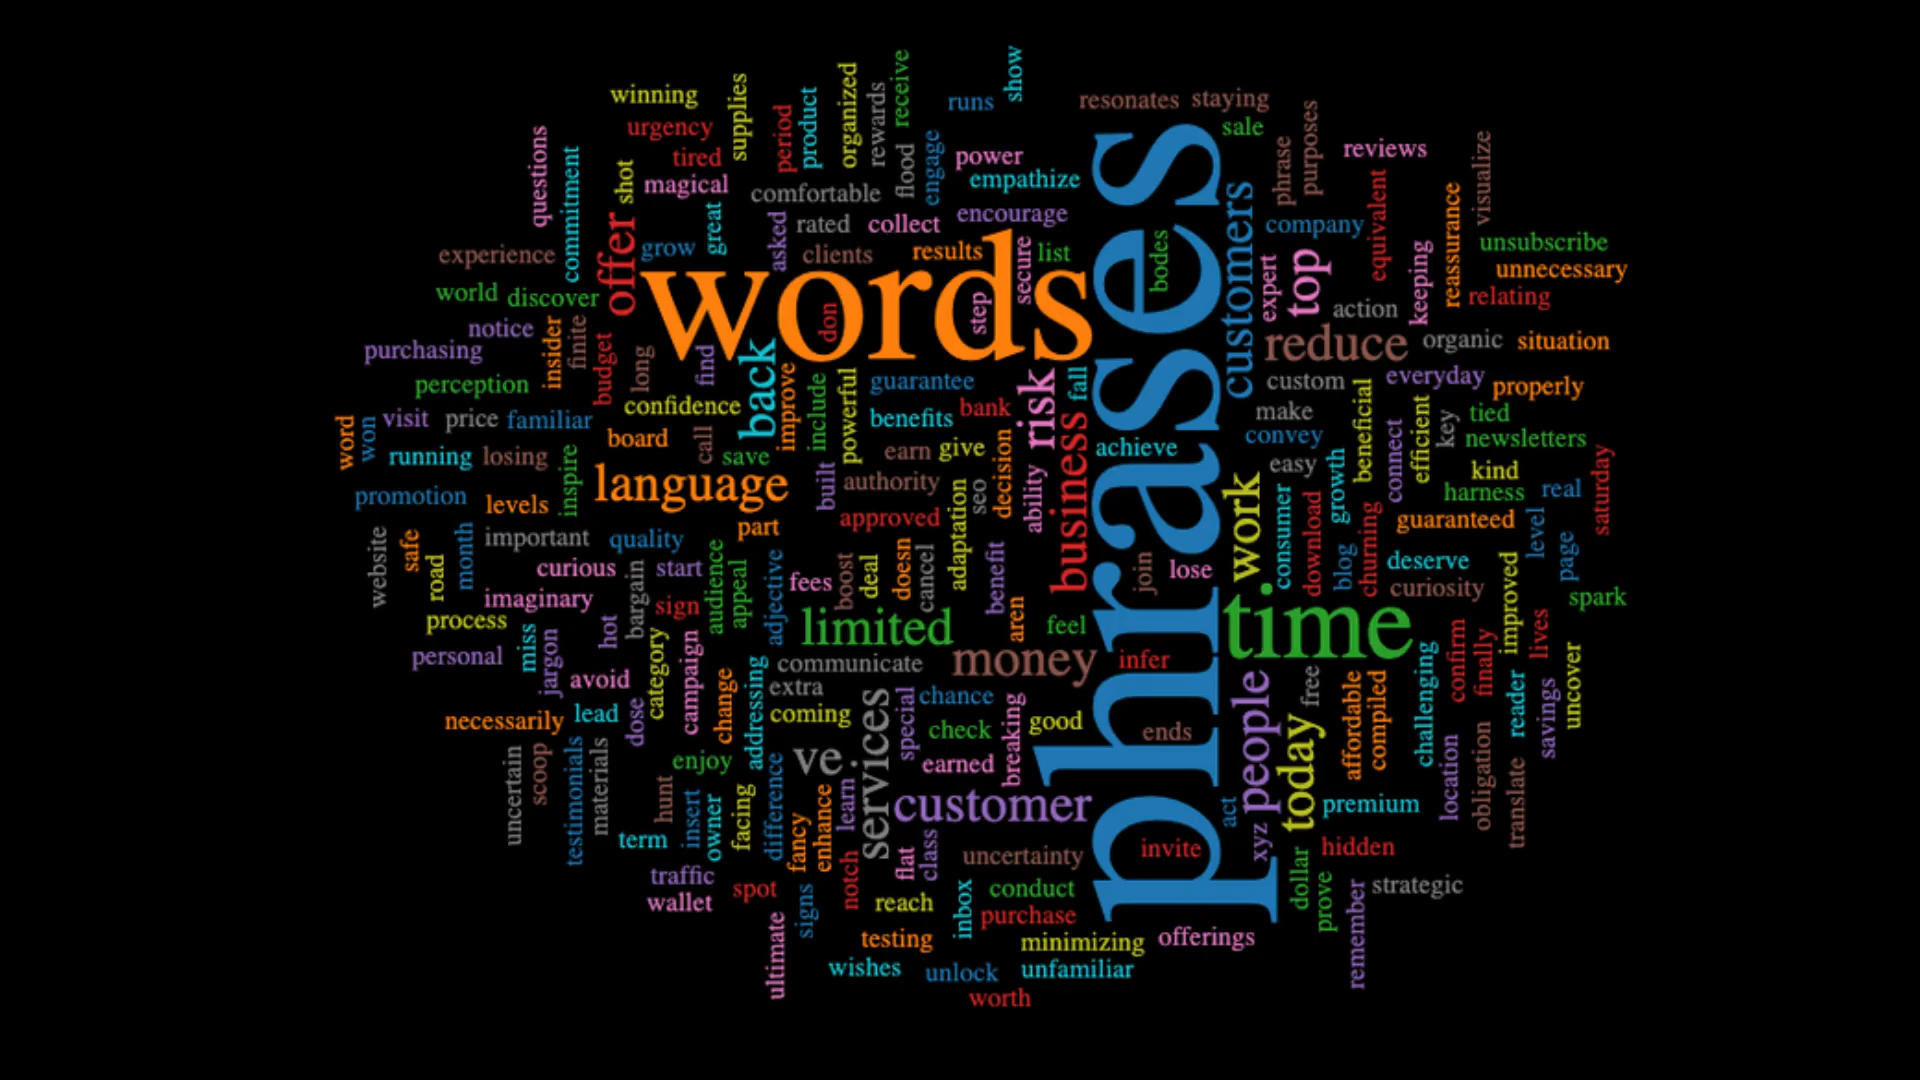 show
winning
supplies
organized
receive
runs
resonates
staying
urgency
period
product
rewards
sale
purposes
questions
commitment
tired
flood
engage
power
phrase
reviews
visualize
shot
magical
comfortable
empathize
equivalent
reassurance
great
asked
rated
collect
encourage
phrases
customers
company
experience
offer
grow
clients
results
secure
list
bodes
expert
top
keeping
unsubscribe
unnecessary
world
discover
words
don
step
action
relating
notice
insider
finite
purchasing
budget
long
find
back
reduce
organic
situation
perception
improve
include
powerful
guarantee
risk
fall
custom
everyday
properly
word
won
visit
price
familiar
confidence
benefits
bank
business
make
beneficial
efficient
key
tied
board
call
save
earn
give
decision
achieve
convey
connect
newsletters
running
losing
inspire
language
built
authority
seo
ability
work
easy
growth
kind
saturday
promotion
levels
adaptation
consumer
download
harness
real
part
approved
churning
guaranteed
level
website
safe
road
month
important
quality
audience
appeal
adjective
boost
deal
doesn
cancel
benefit
join
lose
blog
deserve
page
curious
bargain
start
fees
curiosity
improved
imaginary
sign
aren
time
spark
process
hot
limited
feel
lives
personal
miss
jargon
category
campaign
communicate
money
infer
challenging
confirm
finally
uncover
avoid
change
addressing
extra
services
special
chance
breaking
people
free
affordable
compiled
reader
savings
necessarily
lead
dose
coming
check
good
ends
today
uncertain
scoop
testimonials
materials
enjoy
ve
earned
location
obligation
translate
hunt
insert
owner
facing
difference
fancy
enhance
learn
customer
act
premium
term
notch
flat
class
uncertainty
invite
xyz
hidden
traffic
dollar
prove
strategic
wallet
spot
signs
reach
inbox
conduct
purchase
remember
ultimate
testing
minimizing
offerings
wishes
unlock
unfamiliar
worth